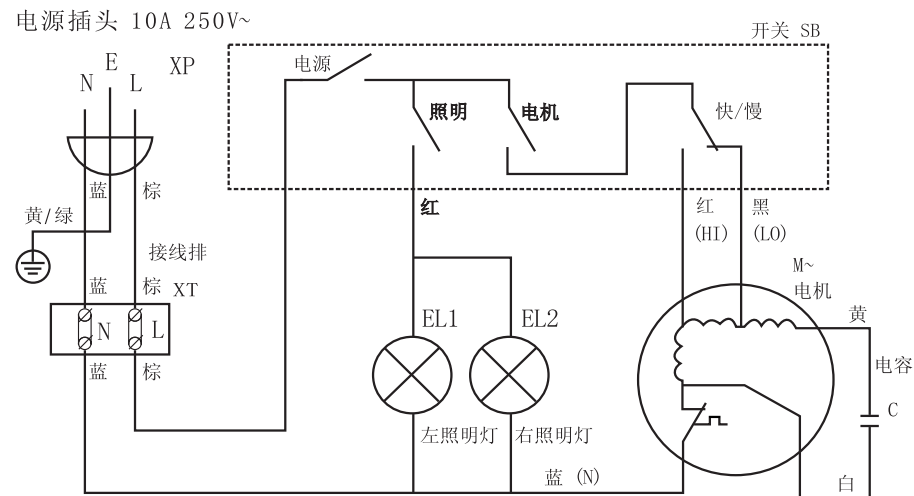 电源插头 10A 250V~
开关 SB
E
XP
N
L
电源
照明
电机
快/慢
蓝
棕
黄/绿
红
红
(HI)
黑
(LO)
接线排
蓝
棕
XT
M~
电机
N
L
EL1
EL2
黄
蓝
棕
电容
C
左照明灯
右照明灯
蓝 (N)
白